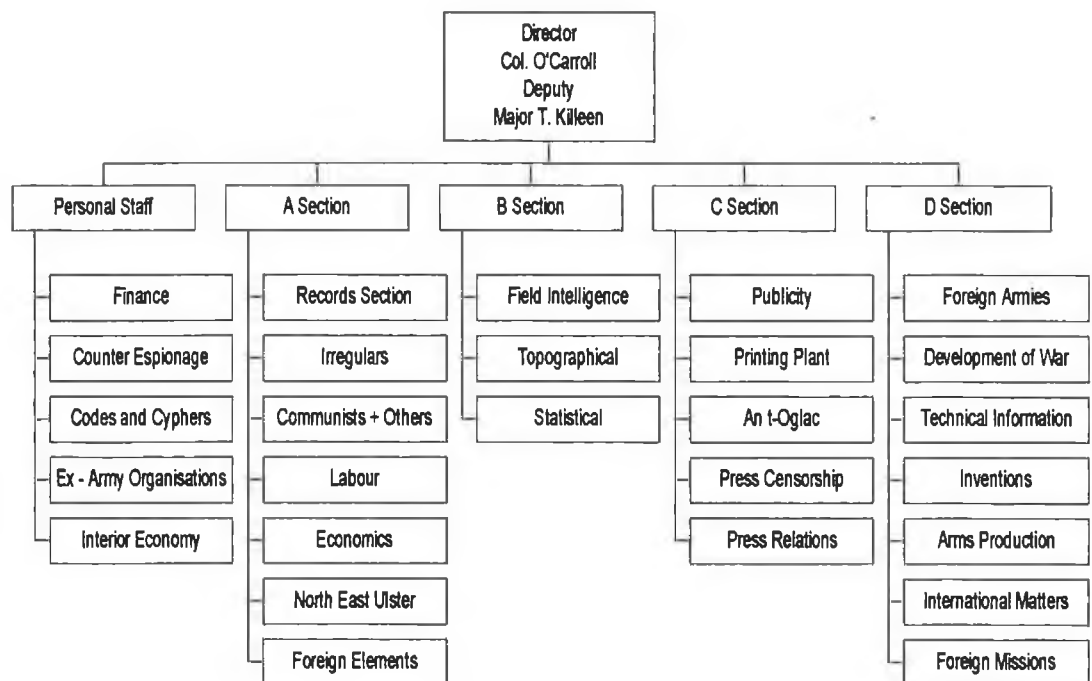 Director
Col. O'Carroll
Deputy
Major T. Killeen
Personal Staff
A Section
B Section
C Section
D Section
Finance
Counter Espionage
Codes and Cyphers
Ex - Army Organisations
Interior Economy
Records Section
Irregulars
Communists + Others
Labour
Economics
North East Ulster
Foreign Elements
Field Intelligence
Topographical
Statistical
Publicity
Printing Plant
An t-Oglac
Press Censorship
Press Relations
Foreign Armies
Development of War
Technical Information
Inventions
Arms Production
International Matters
Foreign Missions